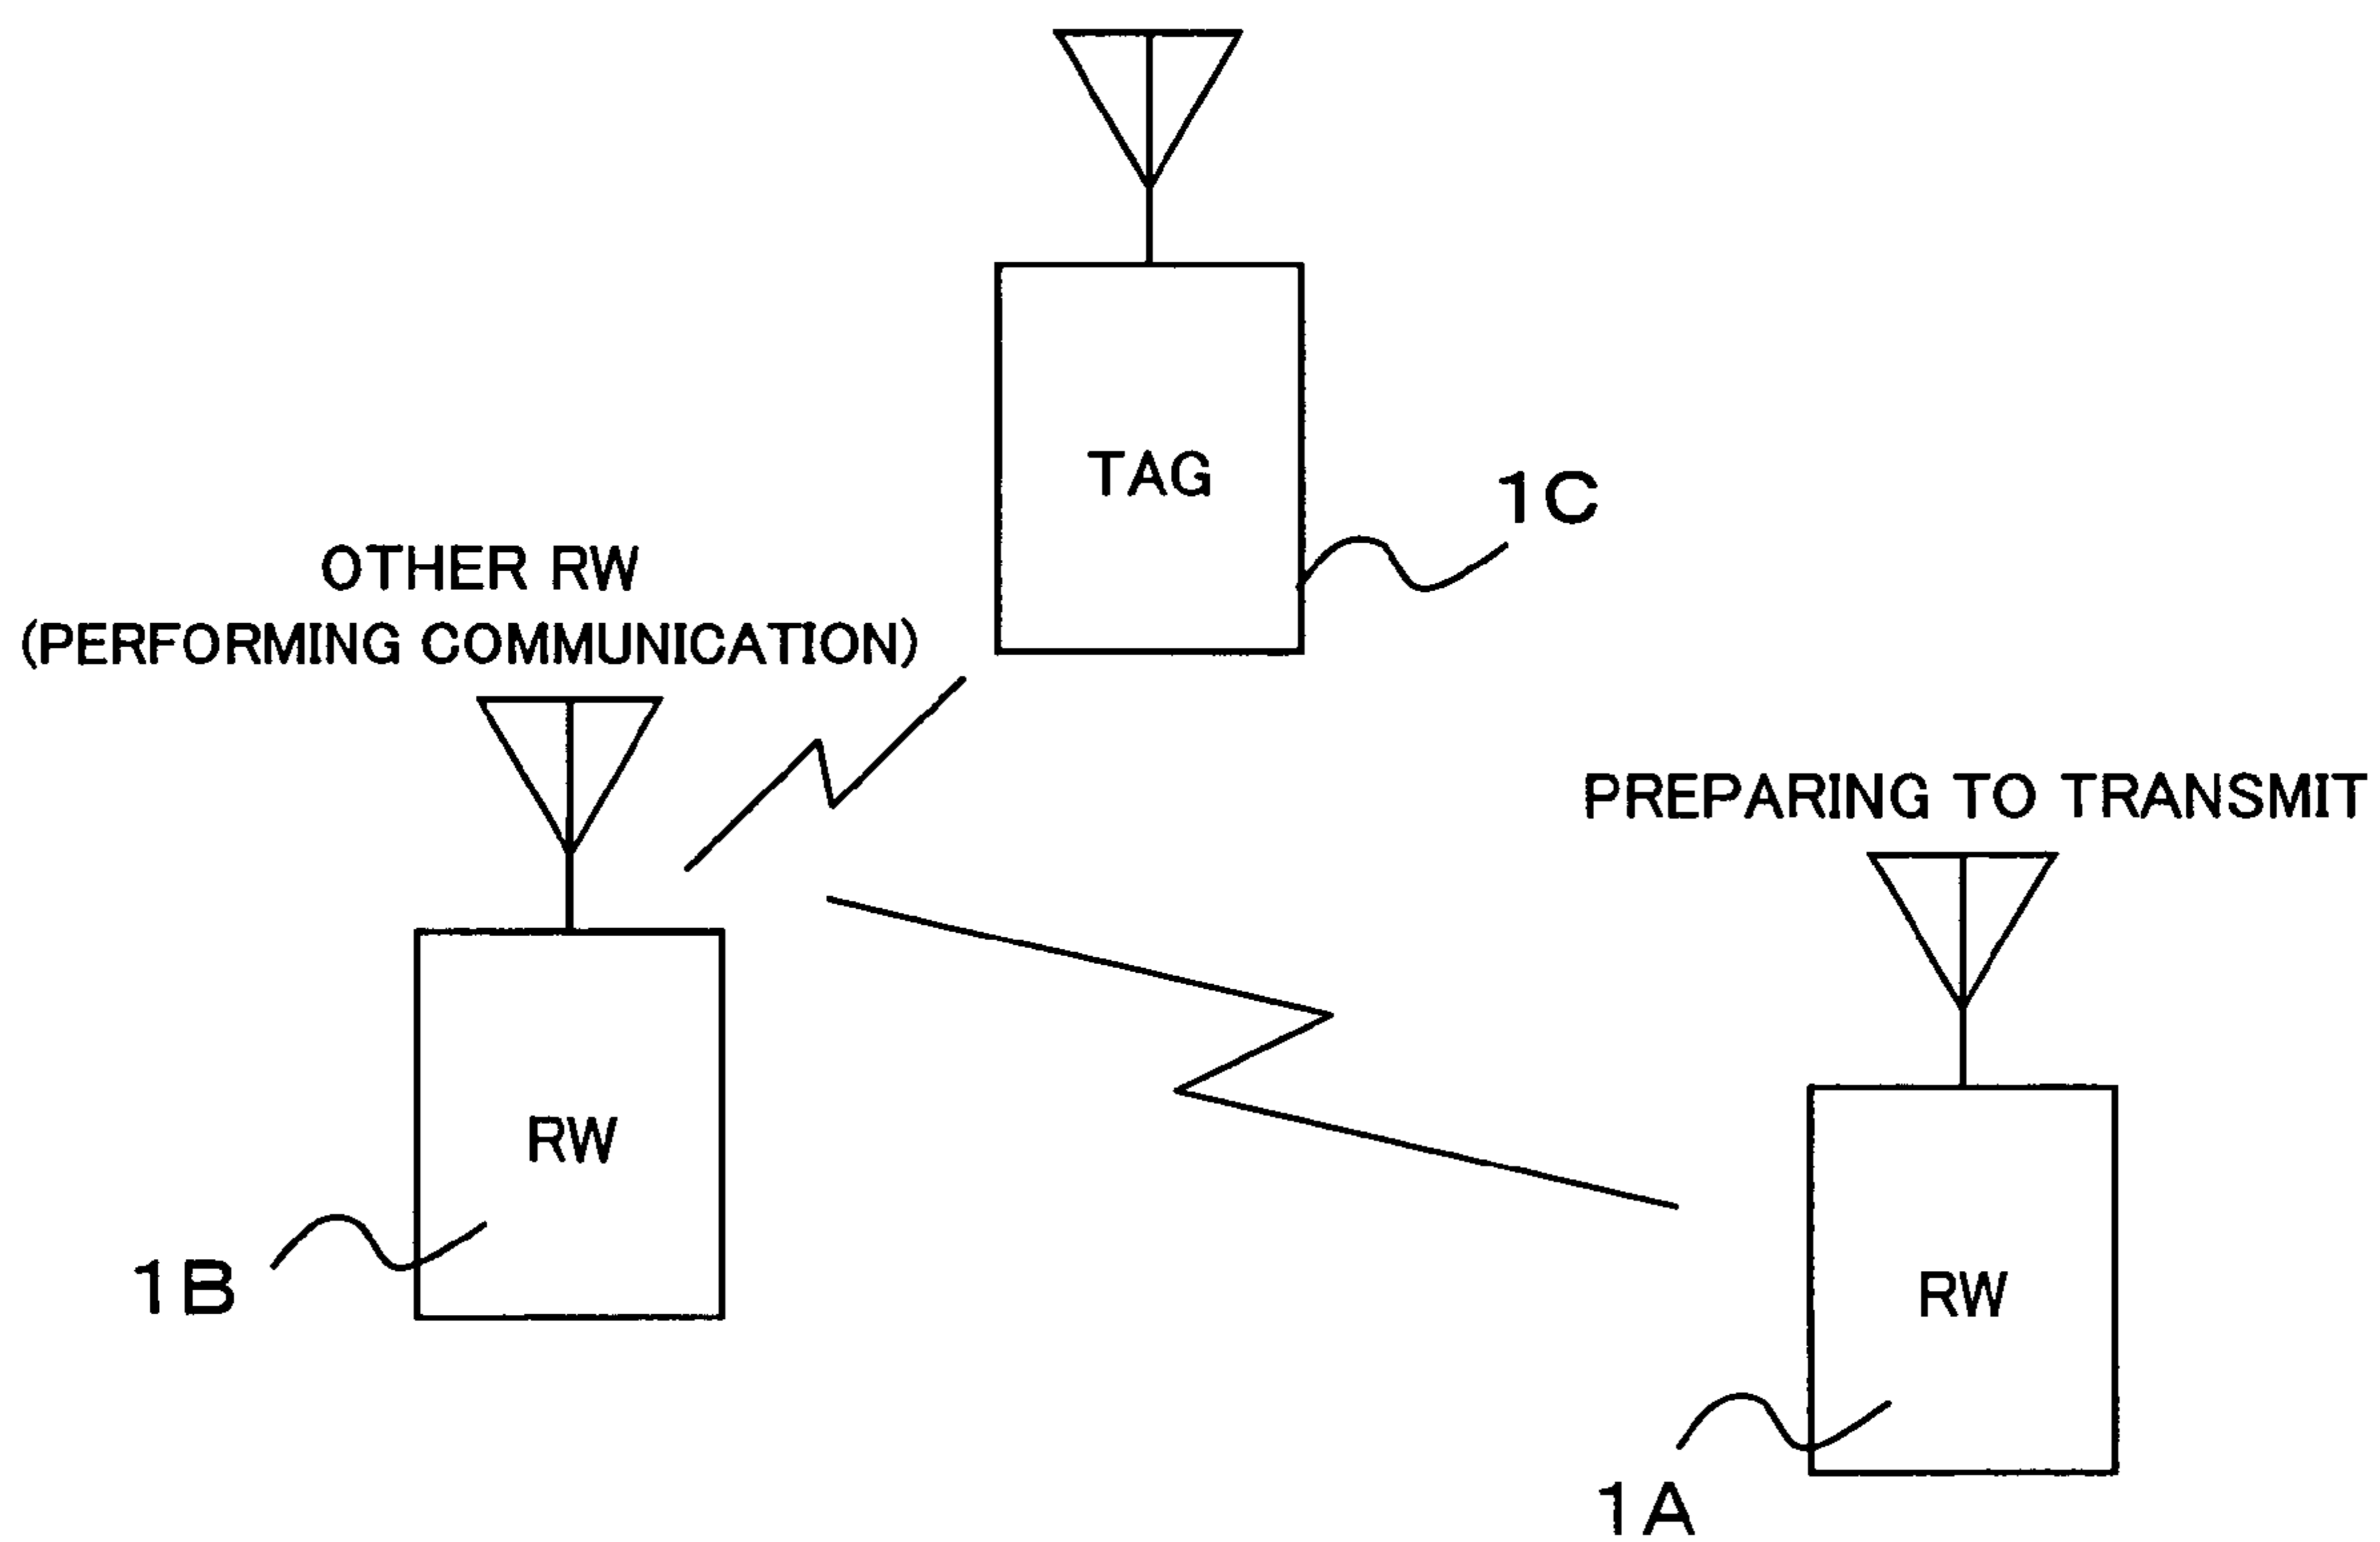 TAG
1C
OTHER RW
(PERFORMING COMMUNICATION)
PREPARING TO TRANSMIT
RW
1B
RW
1A